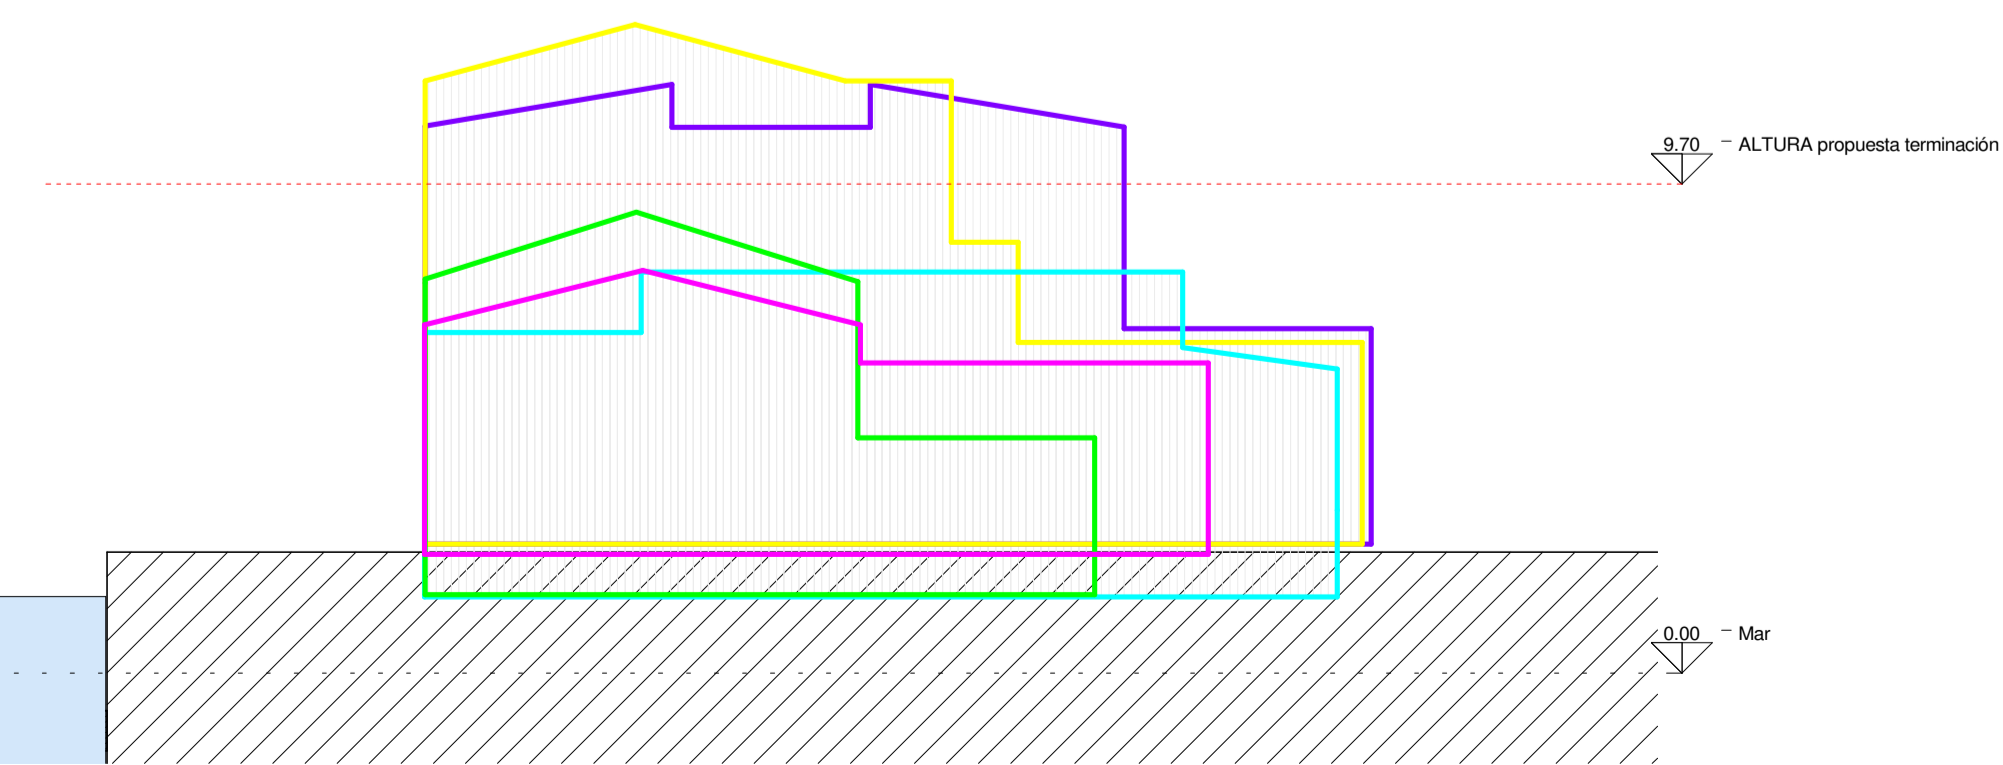 9.70 – ALTURA propuesta terminación
0.00 – Mar